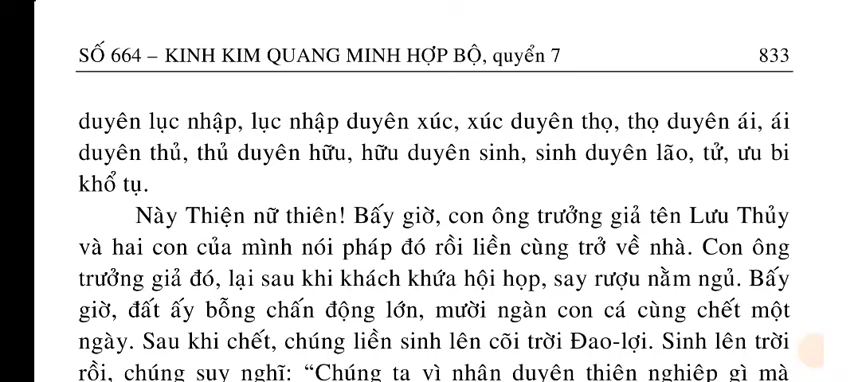 SỐ 664 – KINH KIM QUANG MINH HỢP BỘ, quyển 7 833
duyên lục nhập, lục nhập duyên xúc, xúc duyên thọ, thọ duyên ái, ái
duyên thủ, thủ duyên hữu, hữu duyên sinh, sinh duyên lão, tử, ưu bi
khổ tụ.
Này Thiện nữ thiên! Bấy giờ, con ông trưởng giả tên Lưu Thủy
và hai con của mình nói pháp đó rồi liền cùng trở về nhà. Con ông
trưởng giả đó, lại sau khi khách khứa hội họp, say rượu nằm ngủ. Bấy
giờ, đất ấy bỗng chấn động lớn, mười ngàn con cá cùng chết một
ngày. Sau khi chết, chúng liền sinh lên cõi trời Đao-lợi. Sinh lên trời
rồi, chúng suy nghĩ: “Chúng ta vì nhân duyên thiện nghiệp gì mà